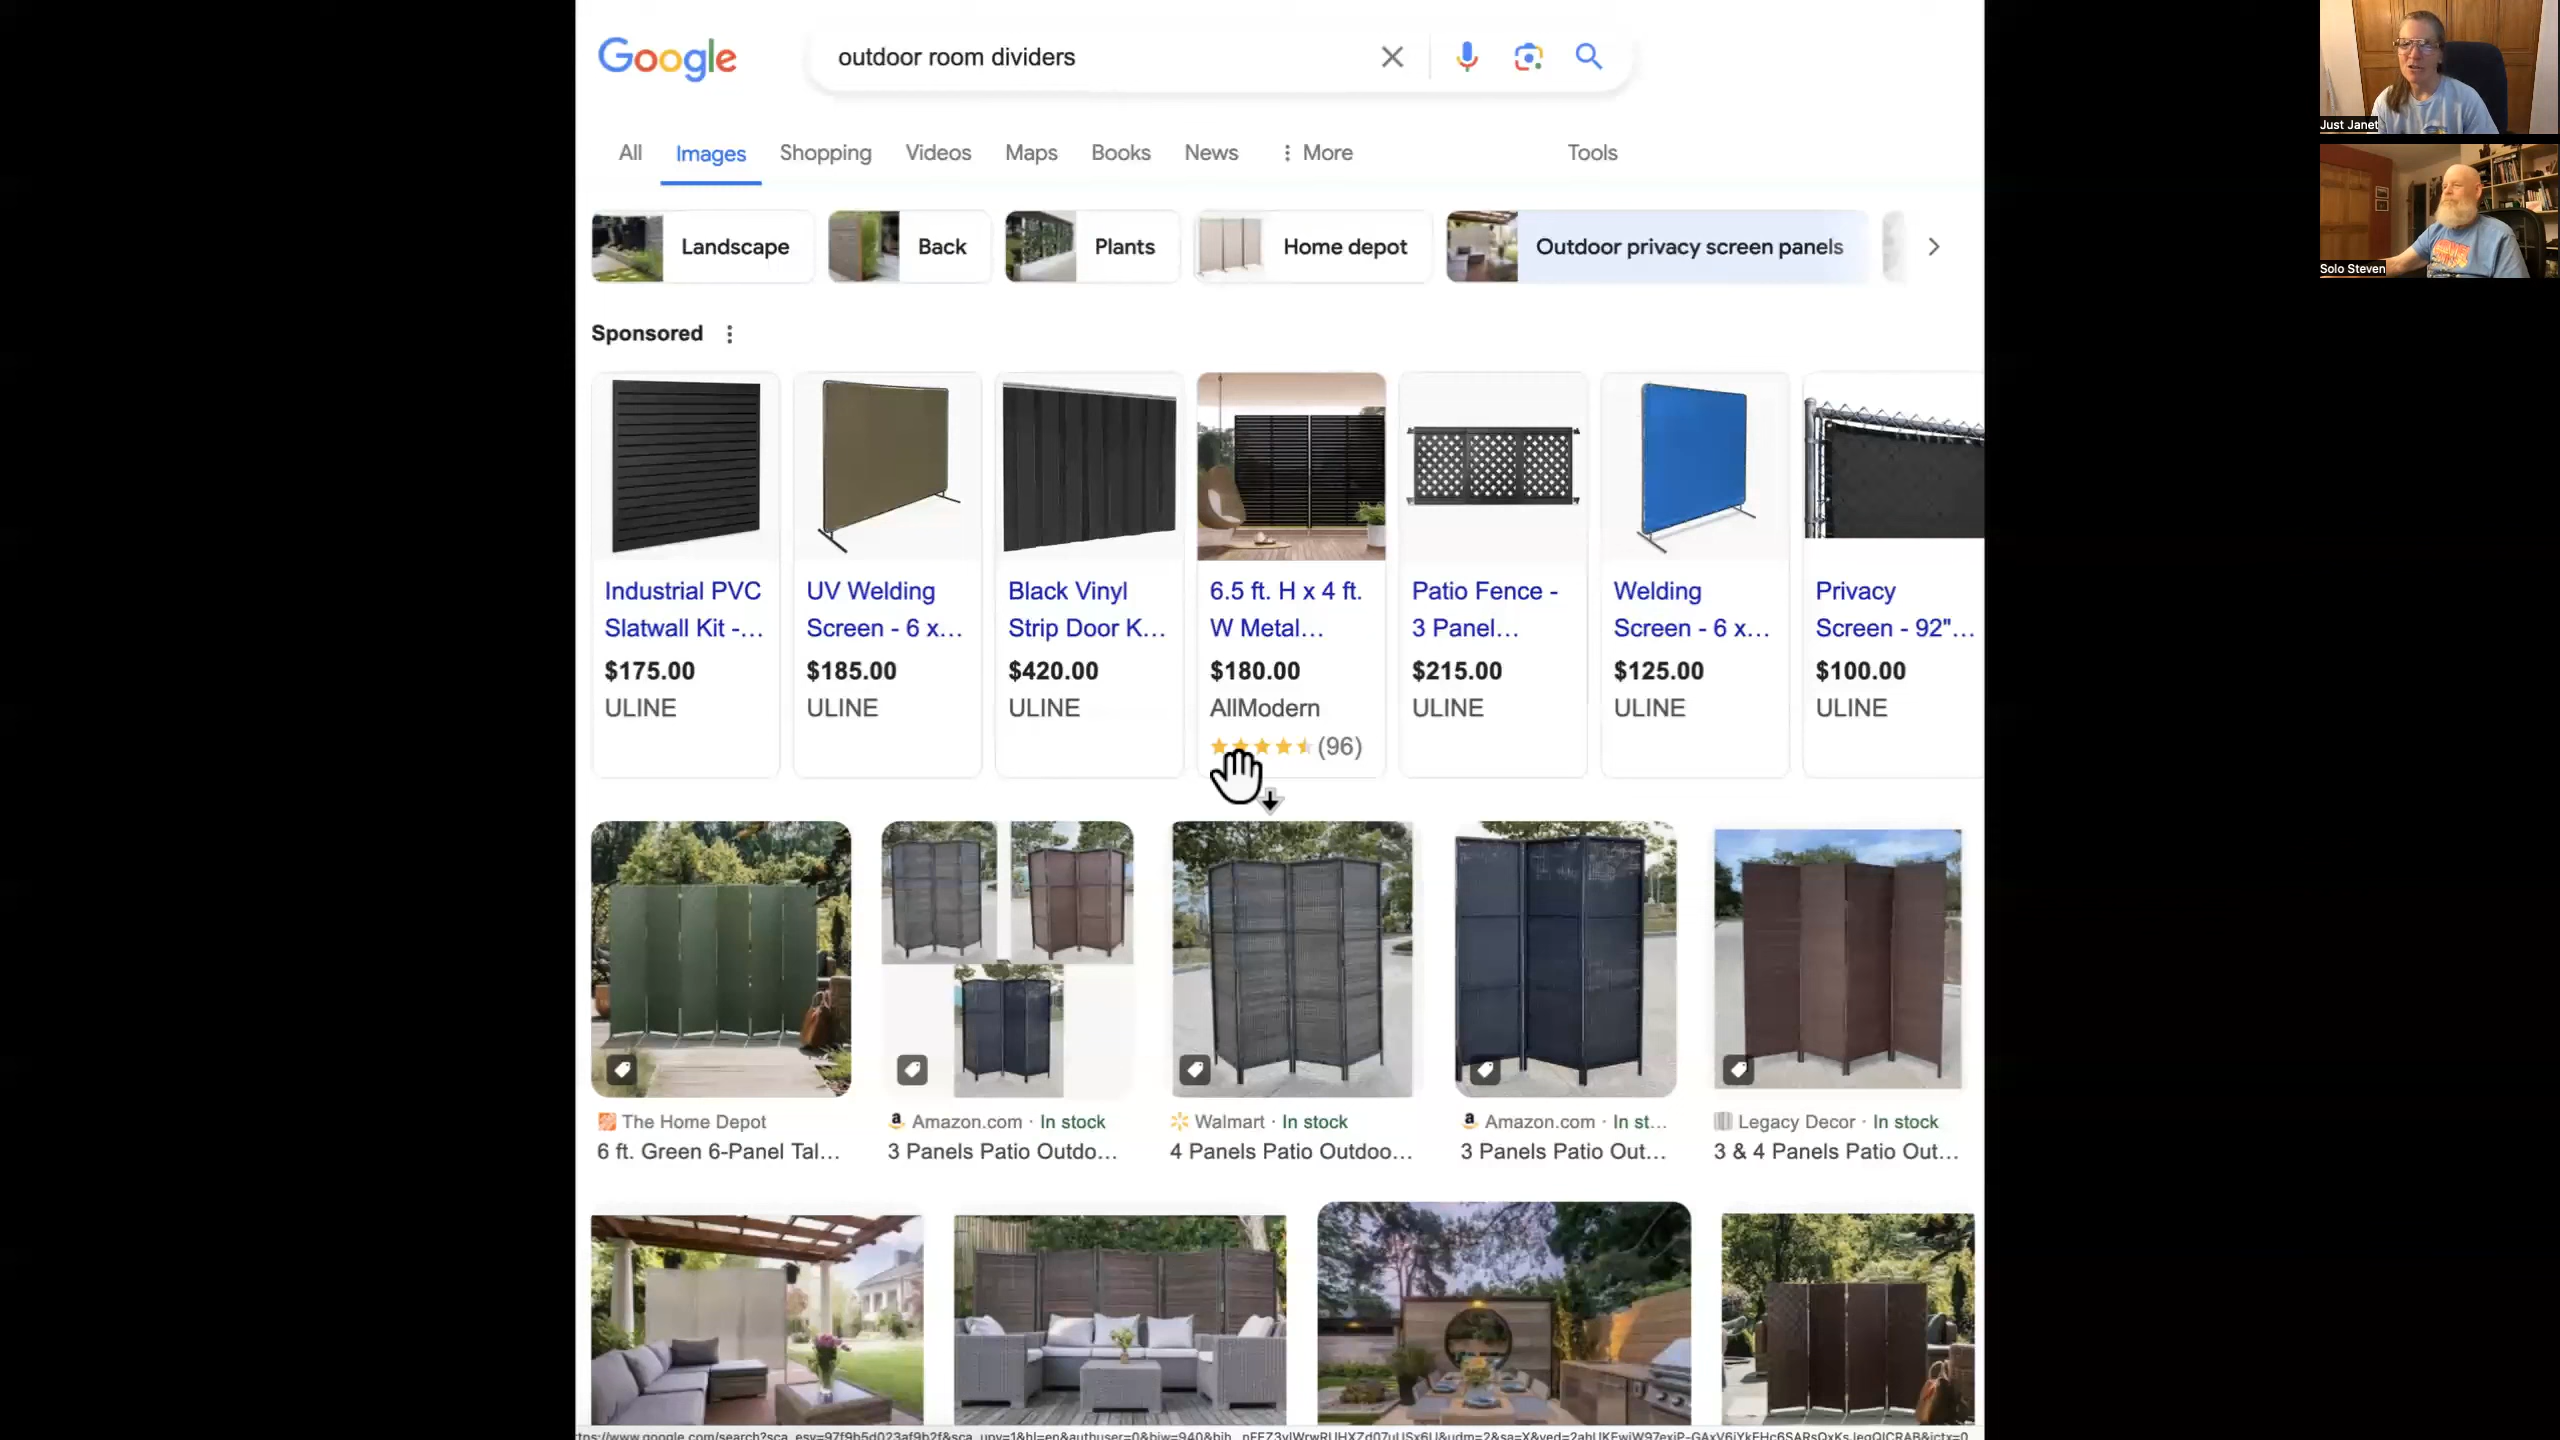 Google
outdoor room dividers
All
Images
Shopping
Videos
Maps
Books
News
More
Tools
Landscape
Back
Plants
Home depot
Outdoor privacy screen panels
Sponsored
Industrial PVC
Slatwall Kit -...
$175.00
ULINE
UV Welding
Screen - 6 x...
$185.00
ULINE
Black Vinyl
Strip Door K...
$420.00
ULINE
6.5 ft. H x 4 ft.
W Metal...
$180.00
AllModern
(96)
Patio Fence -
3 Panel...
$215.00
ULINE
Welding
Screen - 6 x...
$125.00
ULINE
Privacy
Screen - 92"...
$100.00
ULINE
The Home Depot
6 ft. Green 6-Panel Tal...
Amazon.com · In stock
3 Panels Patio Outdo...
Walmart · In stock
4 Panels Patio Outdoo...
Amazon.com · In st...
3 Panels Patio Out...
Legacy Decor · In stock
3 & 4 Panels Patio Out...
Just Janet
Solo Steven